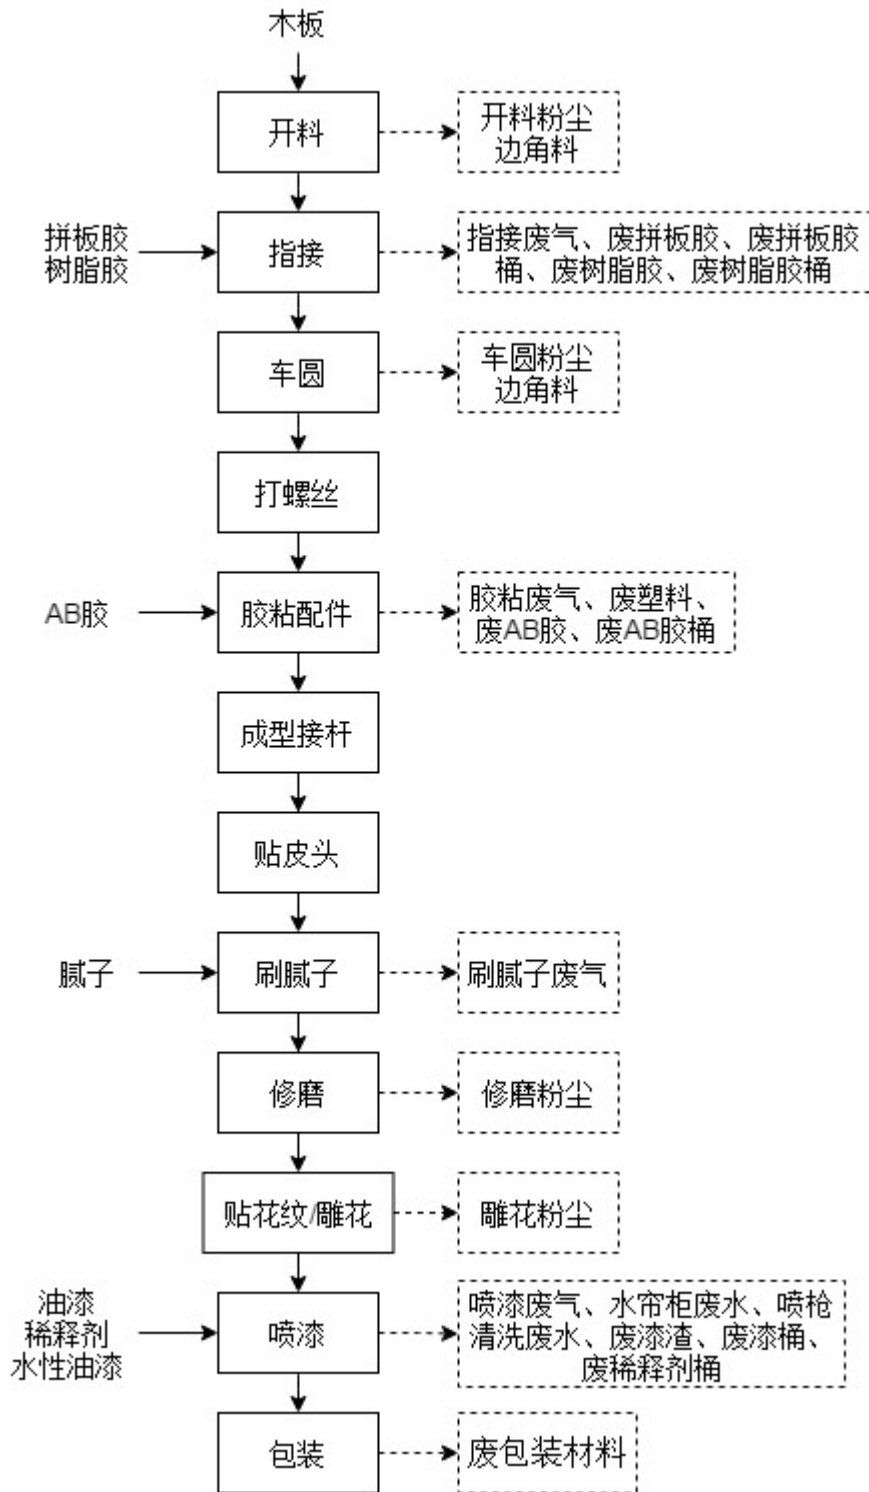 木板
开料
开料粉尘
边角料
拼板胶
树脂胶
指接
指接废气、废拼板胶、废拼板胶
桶、废树脂胶、废树脂胶桶
车圆
车圆粉尘
边角料
打螺丝
AB胶
胶粘配件
胶粘废气、废塑料、
废AB胶、废AB胶桶
成型接杆
贴皮头
腻子
刷腻子
刷腻子废气
修磨
修磨粉尘
贴花纹/雕花
雕花粉尘
油漆
稀释剂
水性油漆
喷漆
喷漆废气、水帘柜废水、喷枪
清洗废水、废漆渣、废漆桶、
废稀释剂桶
包装
废包装材料